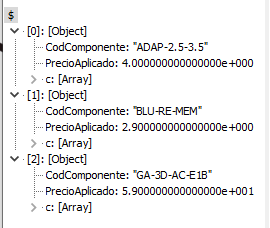 $
[0]: [Object]
CodComponente: "ADAP-2.5-3.5"
PrecioAplicado: 4.000000000000000e+000
c: [Array]
[1]: [Object]
CodComponente: "BLU-RE-MEM"
PrecioAplicado: 2.900000000000000e+000
c: [Array]
[2]: [Object]
CodComponente: "GA-3D-AC-E1B"
PrecioAplicado: 5.900000000000000e+001
c: [Array]